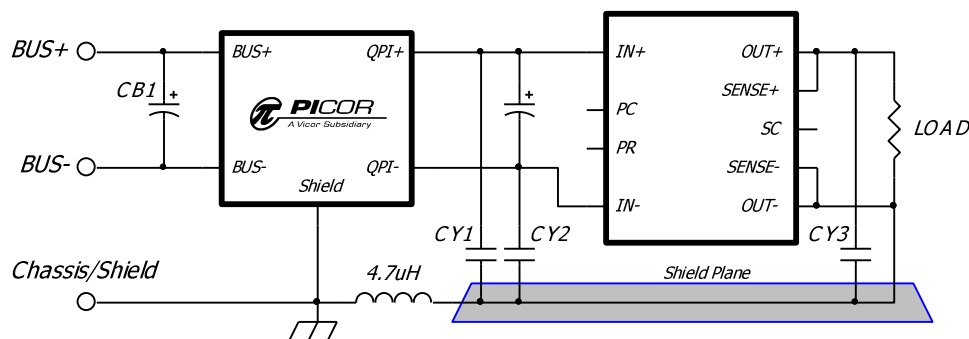 BUS+
BUS+
QPI+
IN+
OUT+
CB1
+
+
SENSE+
PICOR
A Vicor Subsidiary
PC
SC
LOAD
PR
BUS-
BUS-
QPI-
SENSE-
Shield
IN-
OUT-
CY1
CY2
CY3
Chassis/Shield
4.7uH
Shield Plane